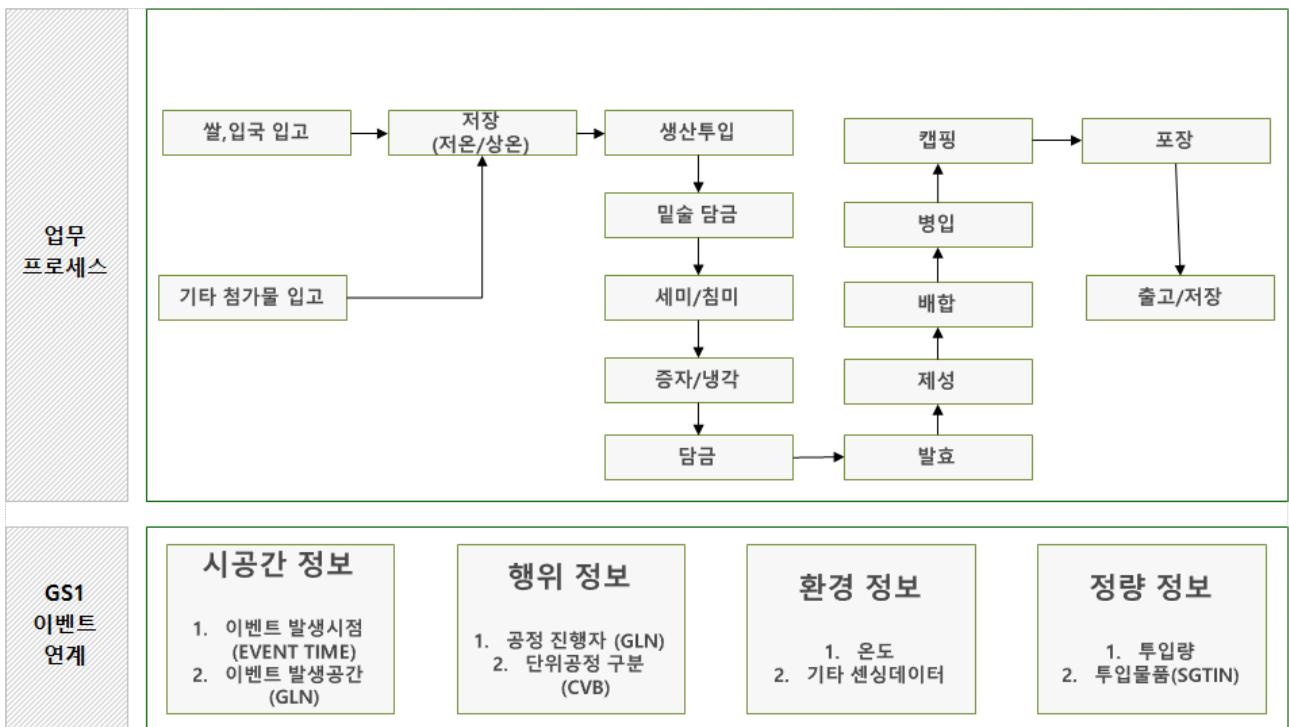 업무
프로세스
쌀,입국 입고
저장
(저온/상온)
생산투입
캡핑
포장
밑술 담금
병입
기타 첨가물 입고
세미/침미
배합
출고/저장
증자/냉각
제성
담금
발효
GS1
이벤트
연계
시공간 정보
1. 이벤트 발생시점
(EVENT TIME)
2. 이벤트 발생공간
(GLN)
행위 정보
1. 공정 진행자 (GLN)
2. 단위공정 구분
(CVB)
환경 정보
1. 온도
2. 기타 센싱데이터
정량 정보
1. 투입량
2. 투입물품(SGTIN)